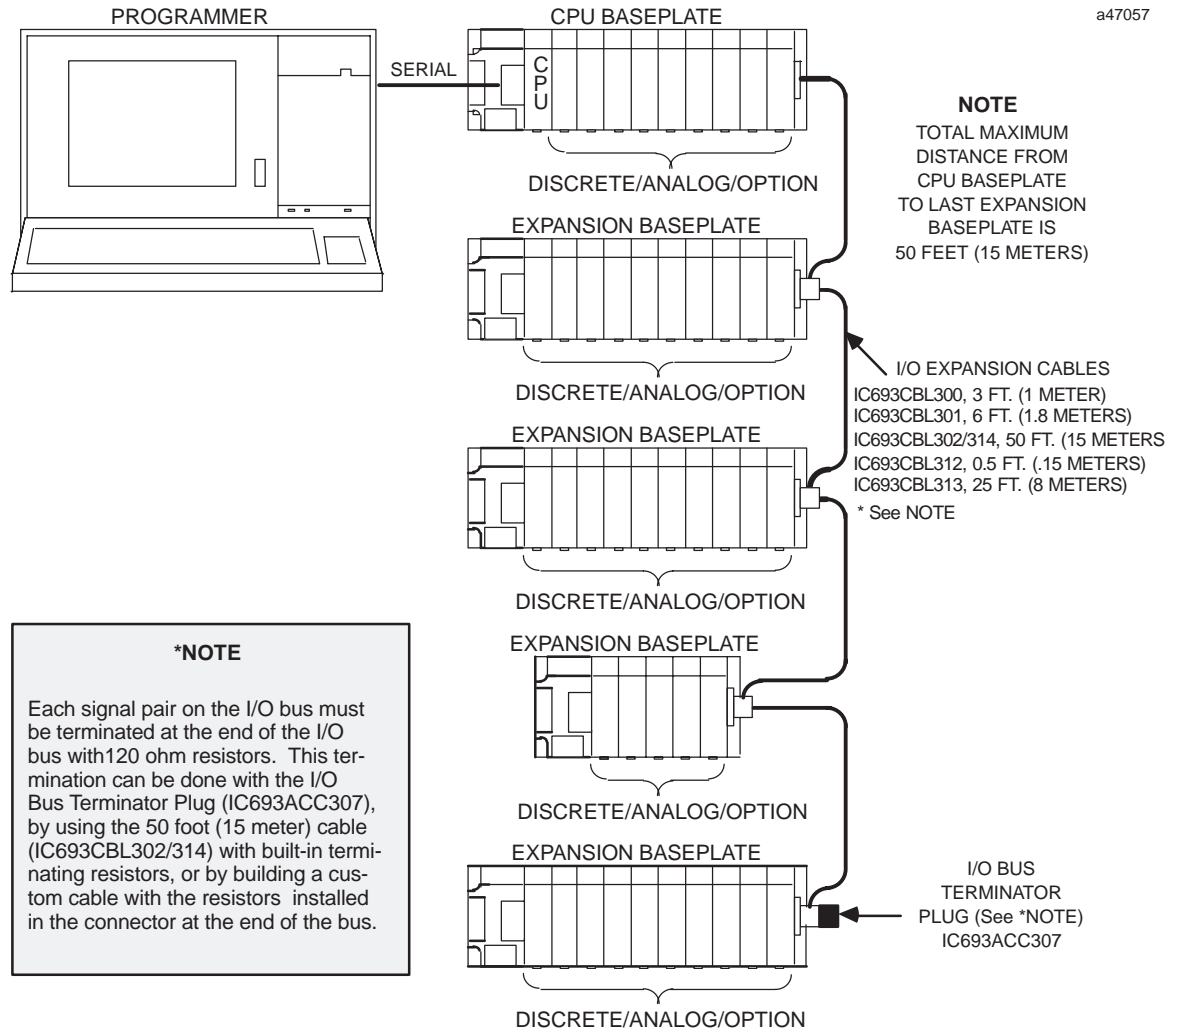 PROGRAMMER
CPU BASEPLATE
a47057
SERIAL
C
P
U
DISCRETE/ANALOG/OPTION
NOTE
TOTAL MAXIMUM
DISTANCE FROM
CPU BASEPLATE
TO LAST EXPANSION
BASEPLATE IS
50 FEET (15 METERS)
EXPANSION BASEPLATE
DISCRETE/ANALOG/OPTION
I/O EXPANSION CABLES
IC693CBL300, 3 FT. (1 METER)
IC693CBL301, 6 FT. (1.8 METERS)
IC693CBL302/314, 50 FT. (15 METERS
IC693CBL312, 0.5 FT. (.15 METERS)
IC693CBL313, 25 FT. (8 METERS)
* See NOTE
EXPANSION BASEPLATE
DISCRETE/ANALOG/OPTION
EXPANSION BASEPLATE
DISCRETE/ANALOG/OPTION
*NOTE
Each signal pair on the I/O bus must
be terminated at the end of the I/O
bus with120 ohm resistors.  This ter-
mination can be done with the I/O
Bus Terminator Plug (IC693ACC307),
by using the 50 foot (15 meter) cable
(IC693CBL302/314) with built-in termi-
nating resistors, or by building a cus-
tom cable with the resistors  installed
in the connector at the end of the bus.
EXPANSION BASEPLATE
I/O BUS
TERMINATOR
PLUG (See *NOTE)
IC693ACC307
DISCRETE/ANALOG/OPTION